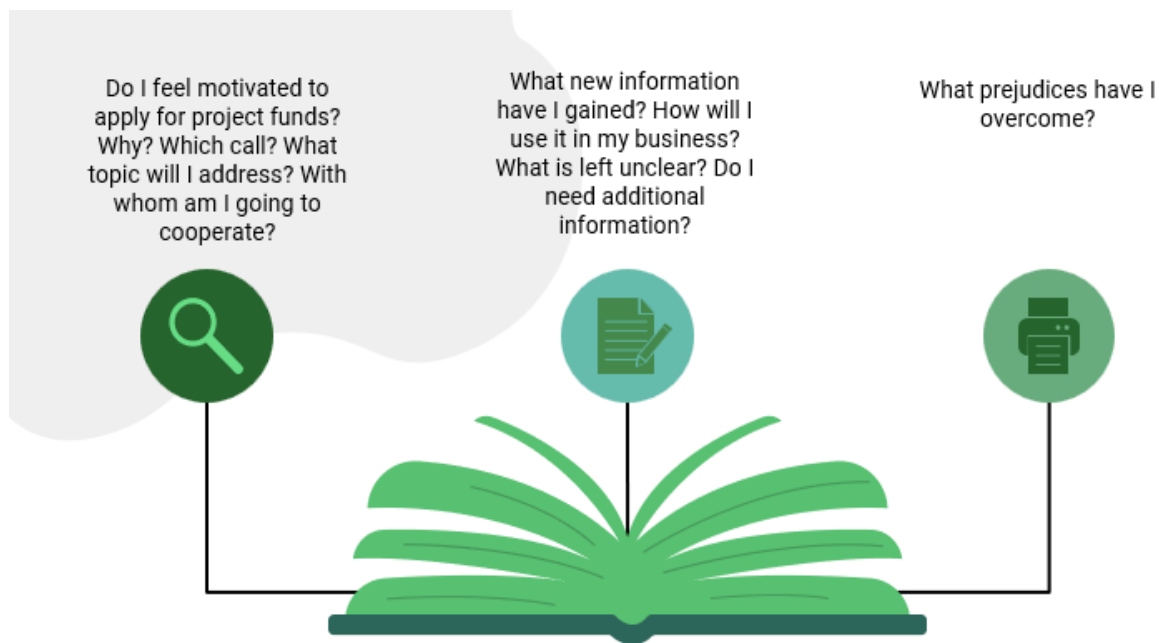 Do I feel motivated to
apply for project funds?
Why? Which call? What
topic will I address? With
whom am I going to
cooperate?
What new information
have I gained? How will I
use it in my business?
What is left unclear? Do I
need additional
information?
What prejudices have I
overcome?